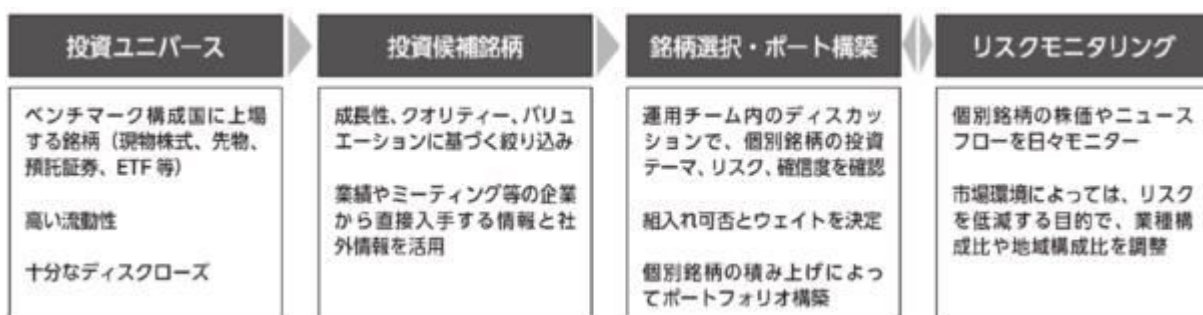 投資ユニバース
ベンチマーク構成国に上場
する銘柄（現物株式、先物、
預託証券、ETF 等）
高い流動性
十分なディスクローズ
投資候補銘柄
成長性、クオリティー、バリュ
エーションに基づく絞り込み
業績やミーティング等の企業
から直接入手する情報と社
外情報を活用
銘柄選択・ポート構築
運用チーム内のディスカッ
ションで、個別銘柄の投資
テーマ、リスク、確信度を確認
組入れ可否とウェイトを決定
個別銘柄の積み上げによっ
てポートフォリオ構築
リスクモニタリング
個別銘柄の株価やニュース
フローを日々モニター
市場環境によっては、リスク
を低減する目的で、業種構
成比や地域構成比を調整